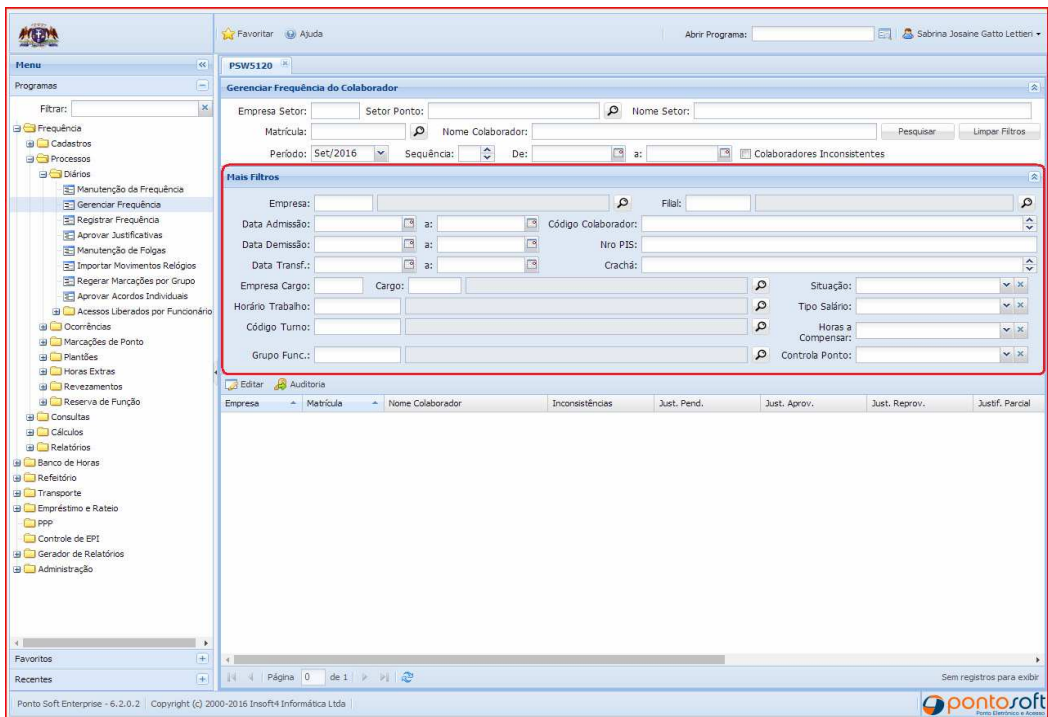 Favoritar Ajuda Abrir Programa: Sabrina Josaine Gatto Lettieri
Menu
Programas
Filtrar:
Frequência
Cadastros
Processos
Diários
Manutenção da Frequência
Gerenciar Frequência
Registrar Frequência
Aprovar Justificativas
Manutenção de Folgas
Importar Movimentos Relógios
Regerar Marcações por Grupo
Aprovar Acordos Individuais
Acessos Liberados por Funcionário
Ocorrências
Marcações de Ponto
Plantões
Horas Extras
Revezamentos
Reserva de Função
Consultas
Cálculos
Relatórios
Banco de Horas
Refeitório
Transporte
Empréstimo e Rateio
PPP
Controle de EPI
Gerador de Relatórios
Administração
Favoritos
Recentes
PSW5120
Gerenciar Frequência do Colaborador
Empresa Setor: Setor Ponto: Nome Setor:
Matrícula: Nome Colaborador: Pesquisar Limpar Filtros
Período: Set/2016 Sequência: De: a: Colaboradores Inconsistentes
Mais Filtros
Empresa: Filial:
Data Admissão: a: Código Colaborador:
Data Demissão: a: Nro PIS:
Data Transf.: a: Crachá:
Empresa Cargo: Cargo: Situação:
Horário Trabalho: Tipo Salário:
Código Turno: Horas a
Compensar:
Grupo Func.: Controla Ponto:
Editar Auditoria
Empresa Matrícula Nome Colaborador Inconsistências Just. Pend. Just. Aprov. Just. Reprov. Justif. Parcial
Página 0 de 1 Sem registros para exibir
Ponto Soft Enterprise - 6.2.0.2 Copyright (c) 2000-2016 Insoft4 Informática Ltda
pontosoft
Ponto Eletrônico e Acesso